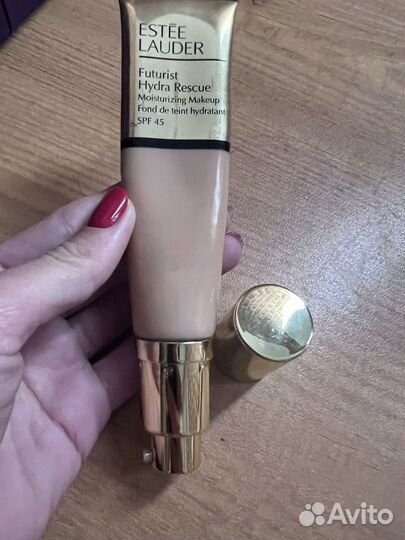 ESTĒE
LAUDER
Futurist
Hydra Rescue
Moisturizing Makeup
Fond de teint hydratant
SPF 45
Avito